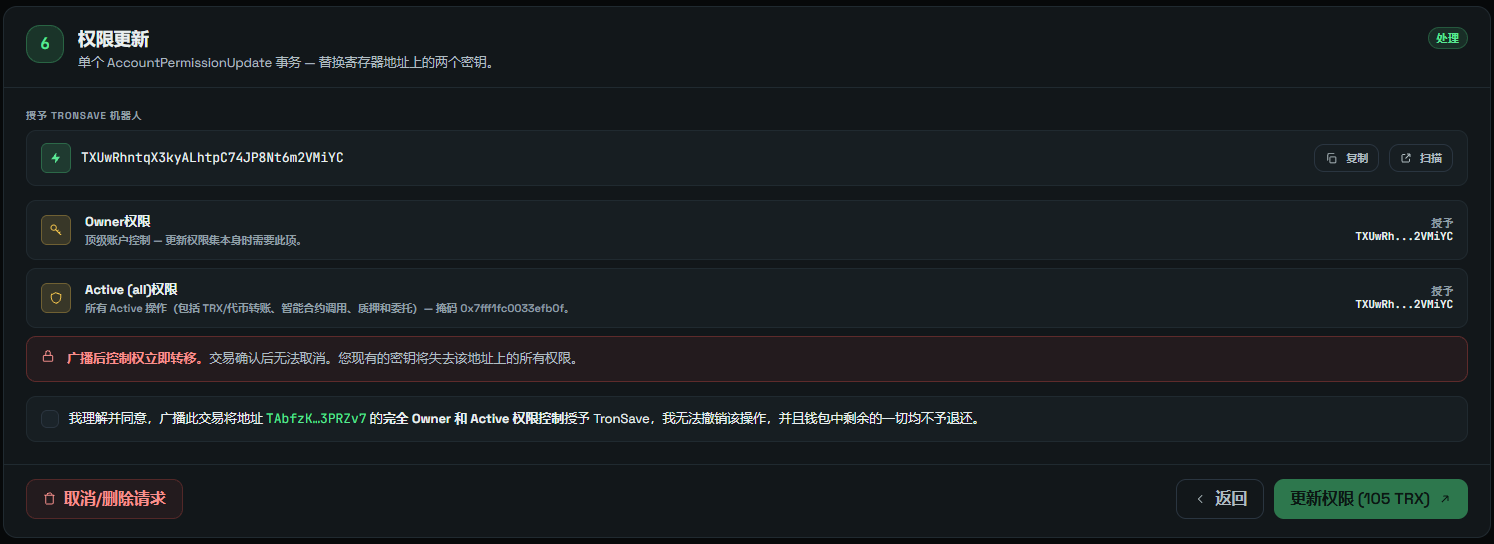 6
权限更新
处理
单个 AccountPermissionUpdate 事务 — 替换寄存器地址上的两个密钥。
授予 TRONSAVE 机器人
TXUwRhntqX3kyALhtpC74JP8Nt6m2VMiYC
复制
扫描
Owner权限
顶级账户控制 — 更新权限集本身时需要此项。
授予
TXUwRh...2VMiYC
Active (all)权限
所有 Active 操作（包括 TRX/代币转账、智能合约调用、质押和委托）— 掩码 0x7fff1fc0033efb0f。
授予
TXUwRh...2VMiYC
广播后控制权立即转移。交易确认后无法取消。您现有的密钥将失去该地址上的所有权限。
我理解并同意，广播此交易将地址 TAbfzK…3PRZv7 的完全 Owner 和 Active 权限控制授予 TronSave，我无法撤销该操作，并且钱包中剩余的一切均不予退还。
取消/删除请求
返回
更新权限 (105 TRX)